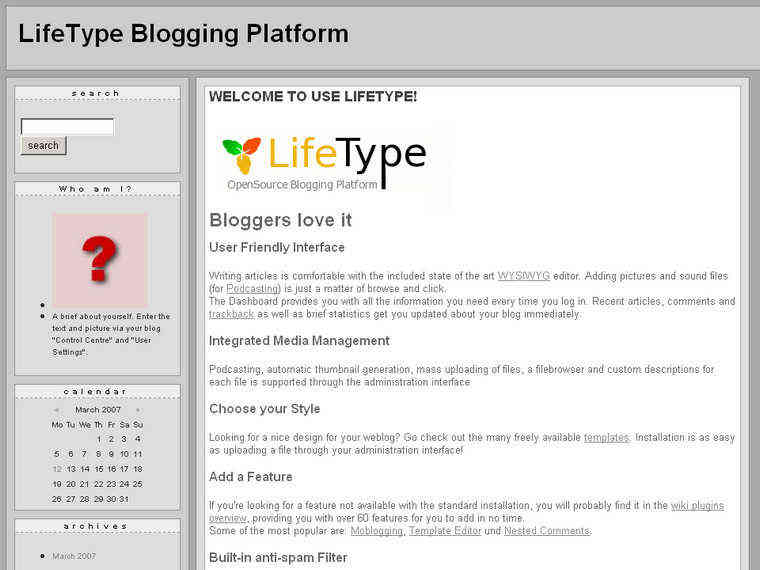 LifeType Blogging Platform
search
search
Who am I?
?
A brief about yourself. Enter the
text and picture via your blog
"Control Centre" and "User
Settings".
calendar
« March 2007 »
Mo Tu We Th Fr Sa Su
1 2 3 4
5 6 7 8 9 10 11
12 13 14 15 16 17 18
19 20 21 22 23 24 25
26 27 28 29 30 31
archives
March 2007
WELCOME TO USE LIFETYPE!
LifeType
OpenSource Blogging Platform
Bloggers love it
User Friendly Interface
Writing articles is comfortable with the included state of the art WYSIWYG editor. Adding pictures and sound files
(for Podcasting) is just a matter of browse and click.
The Dashboard provides you with all the information you need every time you log in. Recent articles, comments and
trackback as well as brief statistics get you updated about your blog immediately.
Integrated Media Management
Podcasting, automatic thumbnail generation, mass uploading of files, a filebrowser and custom descriptions for
each file is supported through the administration interface
Choose your Style
Looking for a nice design for your weblog? Go check out the many freely available templates. Installation is as easy
as uploading a file through your administration interface!
Add a Feature
If you're looking for a feature not available with the standard installation, you will probably find it in the wiki plugins
overview, providing you with over 60 features for you to add in no time.
Some of the most popular are: Moblogging, Template Editor und Nested Comments.
Built-in anti-spam Filter